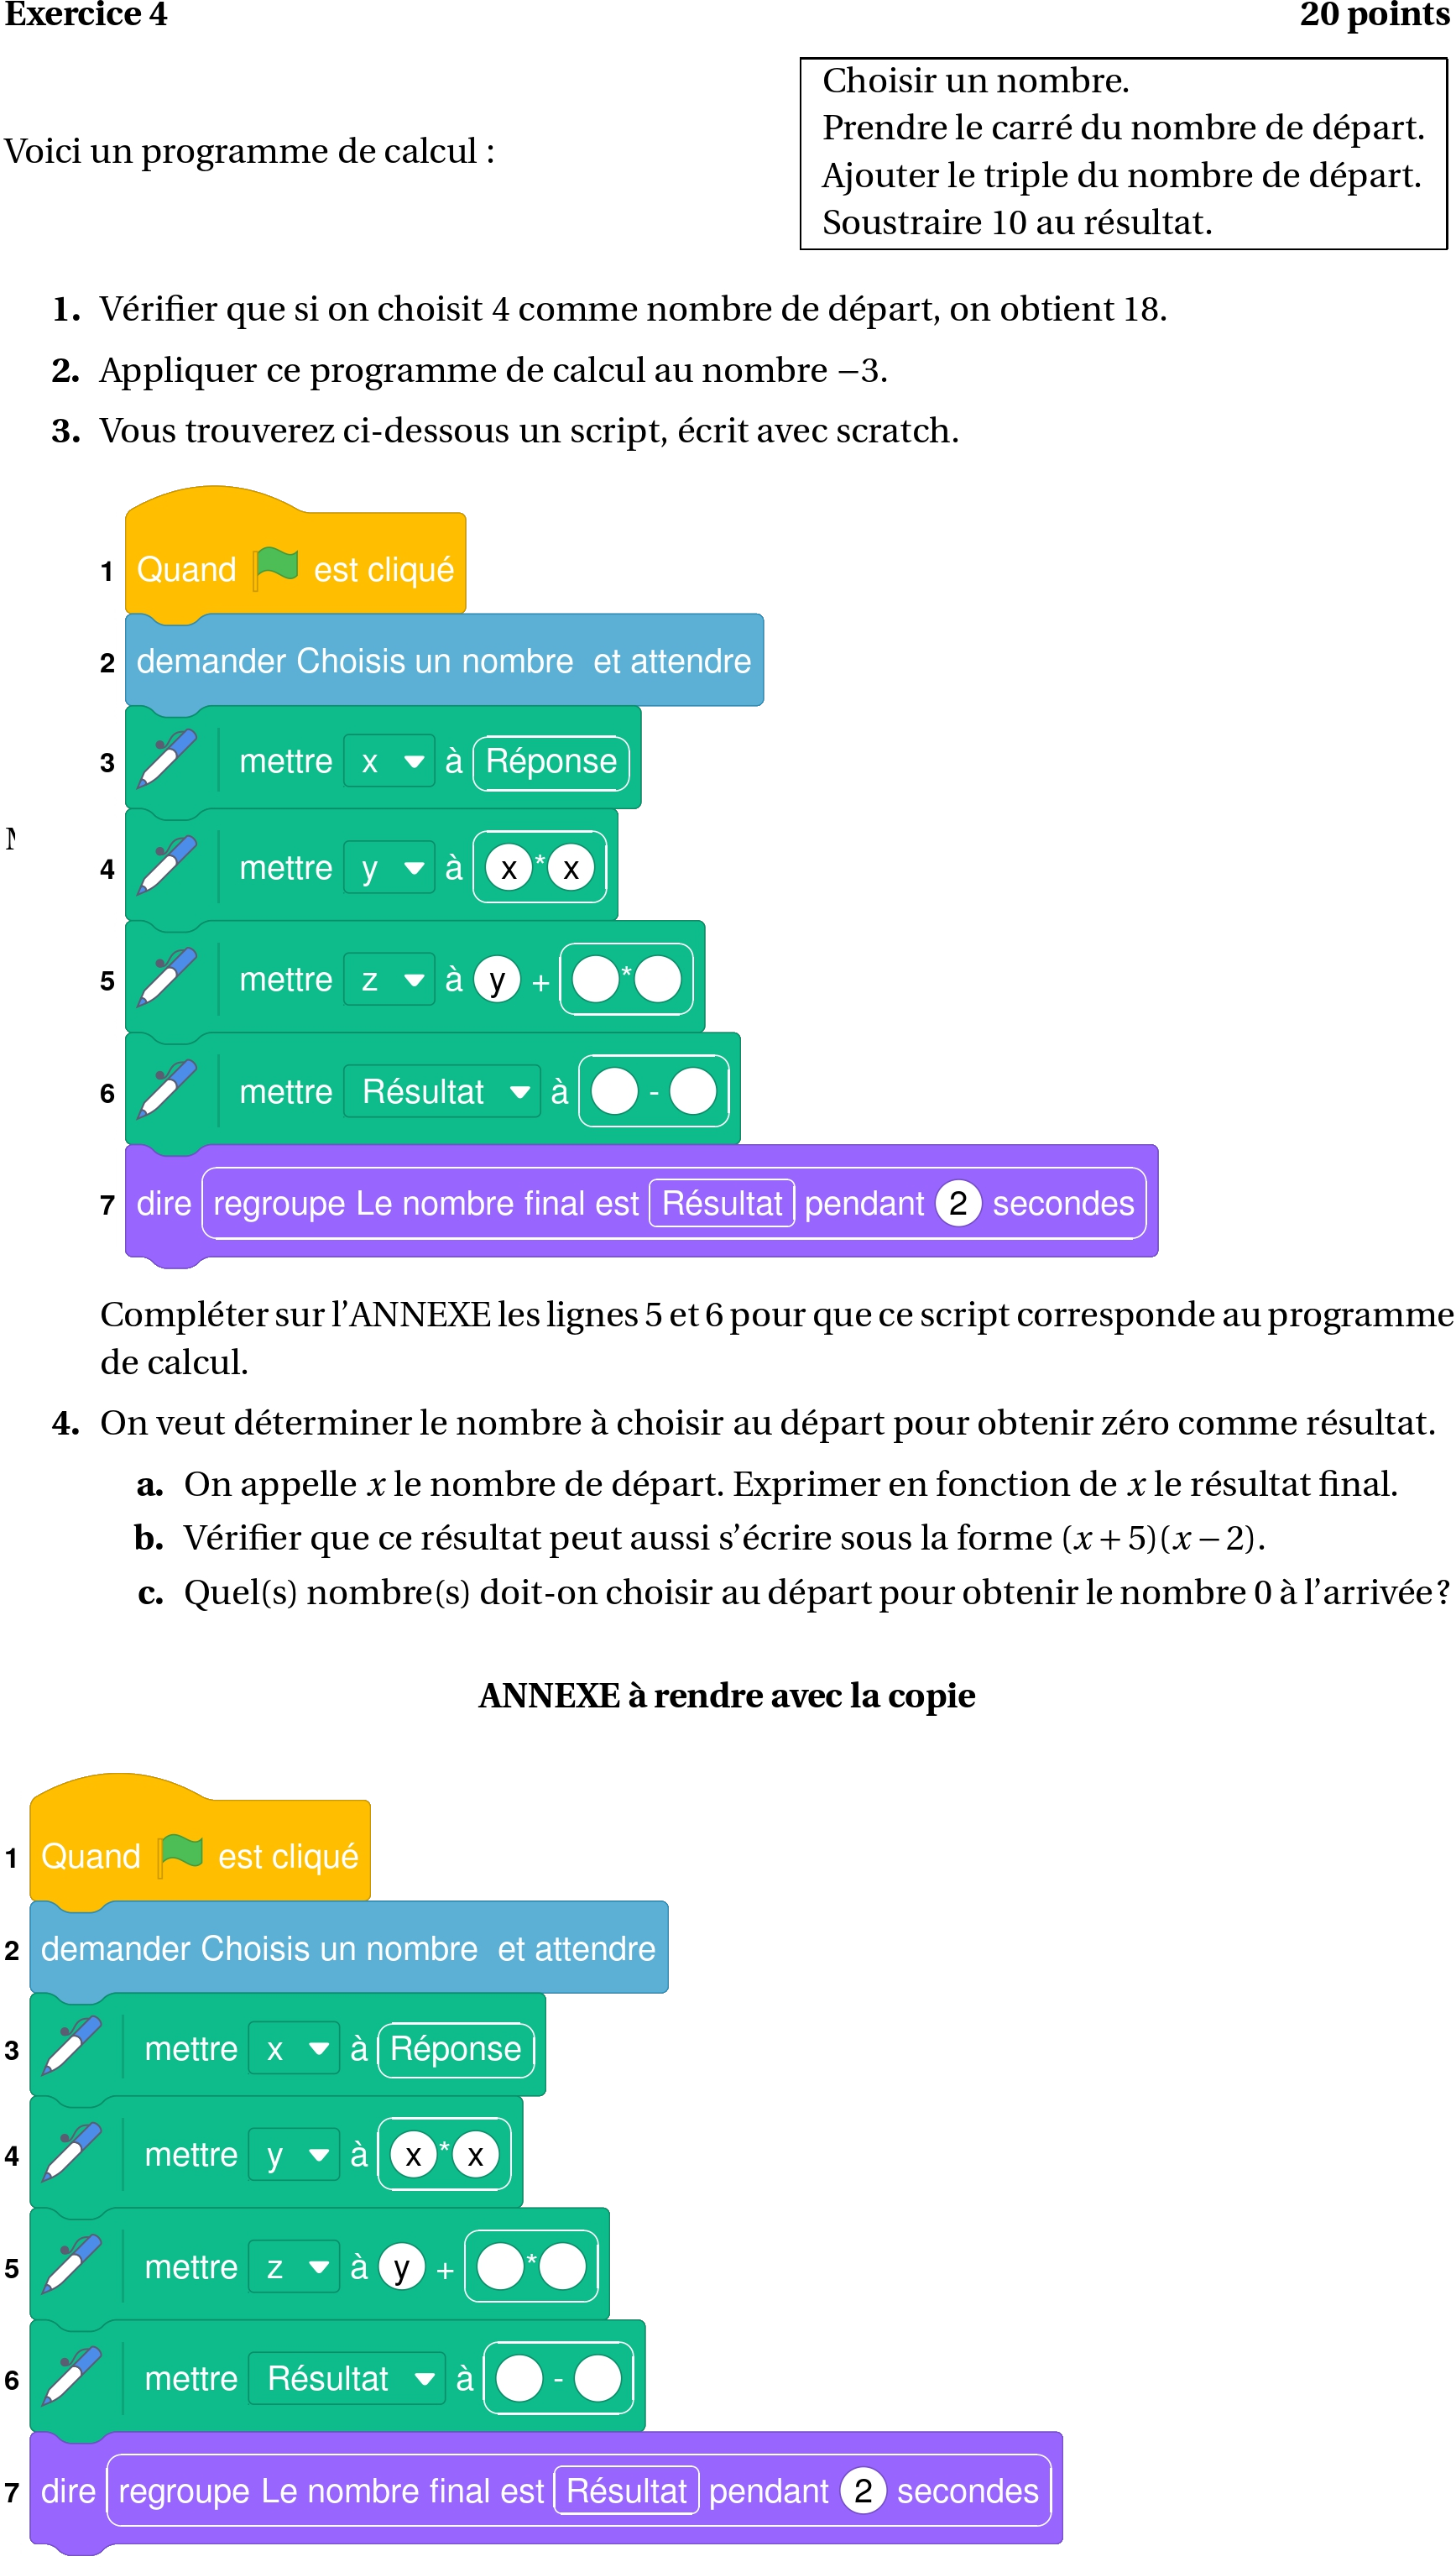 Exercice 4 20 points
Choisir un nombre.
Prendre le carré du nombre de départ.
Voici un programme de calcul :
Ajouter le triple du nombre de départ.
Soustraire 10 au résultat.
1. Vérifier que si on choisit 4 comme nombre de départ, on obtient 18.
2. Appliquer ce programme de calcul au nombre −3.
3. Vous trouverez ci-dessous un script, écrit avec scratch.
1 Quand est cliqué
2 demander Choisis un nombre et attendre
3 mettre x à Réponse
4 mettre y à x * x
5 mettre z à y + *
6 mettre Résultat à -
7 dire regroupe Le nombre final est Résultat pendant 2 secondes
Compléter sur l'ANNEXE les lignes 5 et 6 pour que ce script corresponde au programme
de calcul.
4. On veut déterminer le nombre à choisir au départ pour obtenir zéro comme résultat.
a. On appelle x le nombre de départ. Exprimer en fonction de x le résultat final.
b. Vérifier que ce résultat peut aussi s'écrire sous la forme (x + 5)(x − 2).
c. Quel(s) nombre(s) doit-on choisir au départ pour obtenir le nombre 0 à l'arrivée ?
ANNEXE à rendre avec la copie
1 Quand est cliqué
2 demander Choisis un nombre et attendre
3 mettre x à Réponse
4 mettre y à x * x
5 mettre z à y + *
6 mettre Résultat à -
7 dire regroupe Le nombre final est Résultat pendant 2 secondes